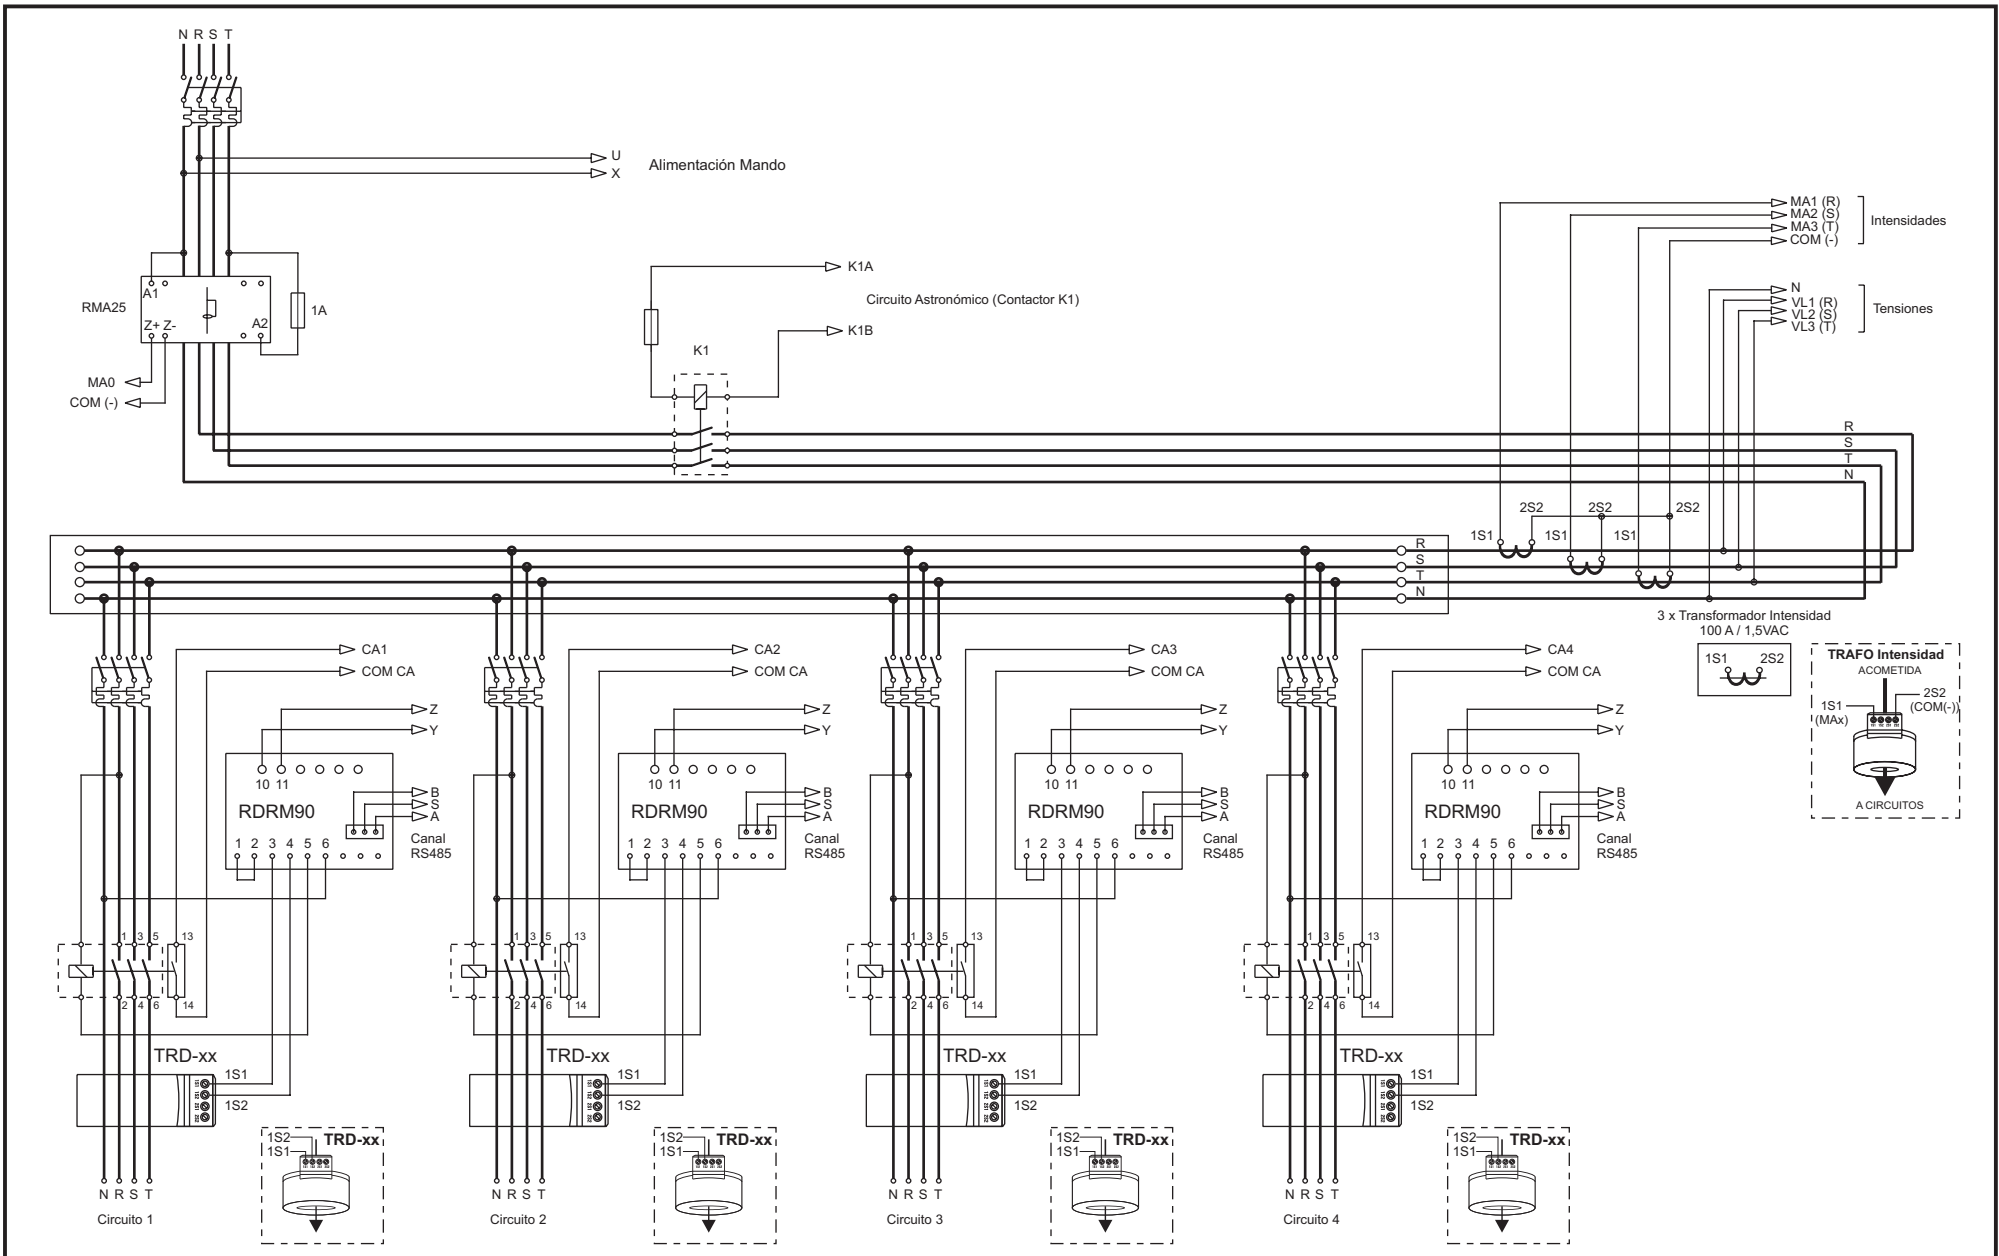 N R S T
U
X
Alimentación Mando
MA1 (R)
MA2 (S)
MA3 (T)
COM (-)
Intensidades
N
VL1 (R)
VL2 (S)
VL3 (T)
Tensiones
RMA25
A1
Z+ Z-
A2
1A
MA0
COM (-)
K1A
Circuito Astronómico (Contactor K1)
K1B
K1
R
S
T
N
2S2 2S2 2S2
1S1 1S1 1S1
R
S
T
N
3 x Transformador Intensidad
100 A / 1,5VAC
1S1 2S2
TRAFO Intensidad
ACOMETIDA
2S2
(COM(-))
1S1
(MAx)
A CIRCUITOS
CA1
COM CA
Z
Y
10 11
RDRM90
B
S
A
Canal
RS485
1 2 3 4 5 6
1 3 5 13
2 4 6 14
TRD-xx
1S1
1S2
1S2
1S1
TRD-xx
N R S T
Circuito 1
CA2
COM CA
Z
Y
10 11
RDRM90
B
S
A
Canal
RS485
1 2 3 4 5 6
1 3 5 13
2 4 6 14
TRD-xx
1S1
1S2
1S2
1S1
TRD-xx
N R S T
Circuito 2
CA3
COM CA
Z
Y
10 11
RDRM90
B
S
A
Canal
RS485
1 2 3 4 5 6
1 3 5 13
2 4 6 14
TRD-xx
1S1
1S2
1S2
1S1
TRD-xx
N R S T
Circuito 3
CA4
COM CA
Z
Y
10 11
RDRM90
B
S
A
Canal
RS485
1 2 3 4 5 6
1 3 5 13
2 4 6 14
TRD-xx
1S1
1S2
1S2
1S1
TRD-xx
N R S T
Circuito 4